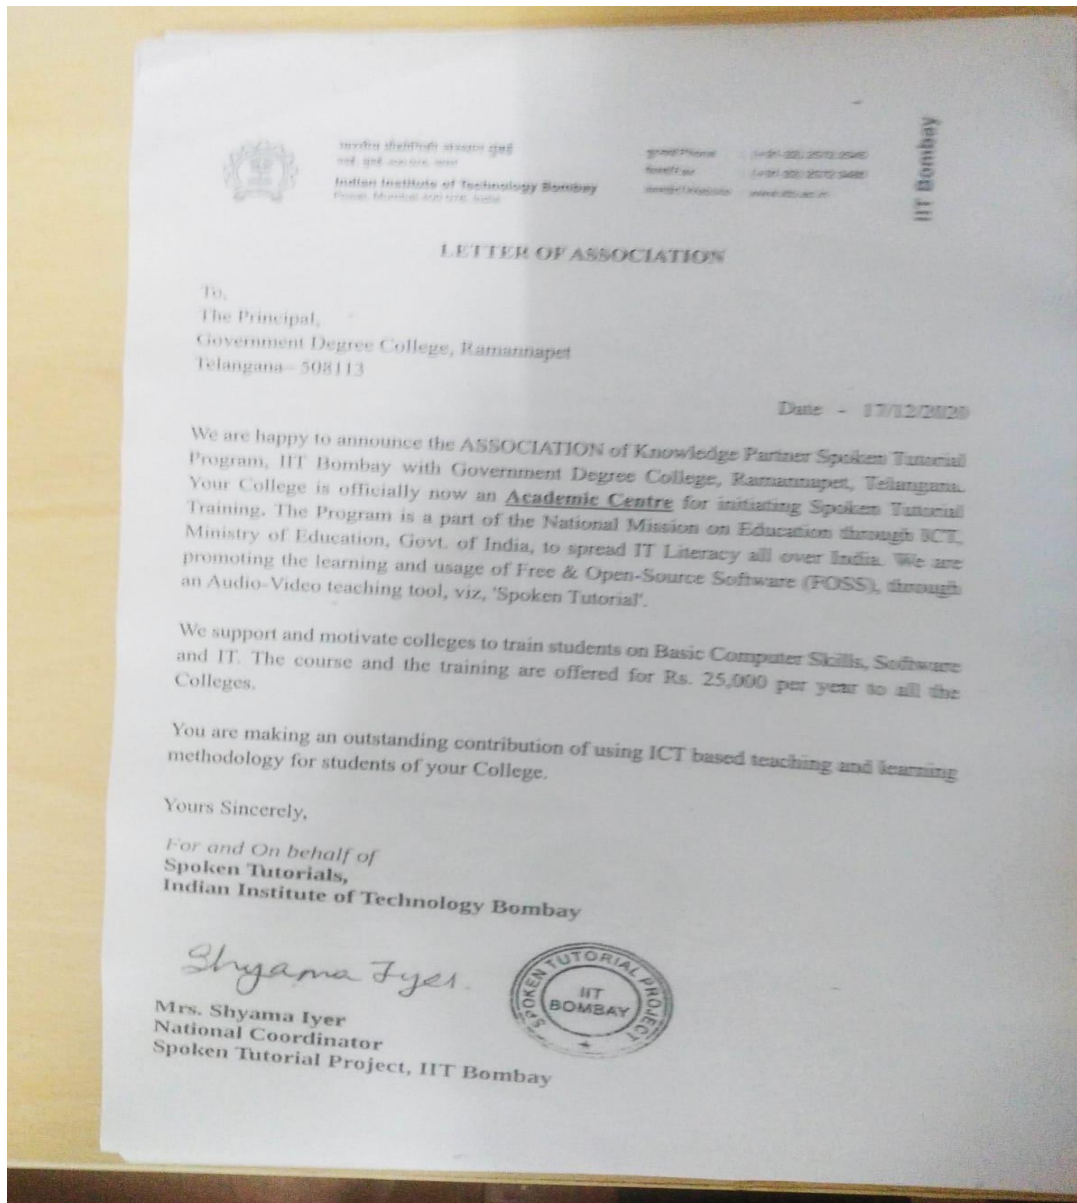 Indian Institute of Technology Bombay
Powai, Mumbai 400 076, India
IIT Bombay
LETTER OF ASSOCIATION
To,
The Principal,
Government Degree College, Ramannapet
Telangana– 508113
Date - 17/12/2020
We are happy to announce the ASSOCIATION of Knowledge Partner Spoken Tutorial
Program, IIT Bombay with Government Degree College, Ramannapet, Telangana.
Your College is officially now an Academic Centre for initiating Spoken Tutorial
Training. The Program is a part of the National Mission on Education through ICT,
Ministry of Education, Govt. of India, to spread IT Literacy all over India. We are
promoting the learning and usage of Free & Open-Source Software (FOSS), through
an Audio-Video teaching tool, viz, 'Spoken Tutorial'.
We support and motivate colleges to train students on Basic Computer Skills, Software
and IT. The course and the training are offered for Rs. 25,000 per year to all the
Colleges.
You are making an outstanding contribution of using ICT based teaching and learning
methodology for students of your College.
Yours Sincerely,
For and On behalf of
Spoken Tutorials,
Indian Institute of Technology Bombay
Shyama Iyer.
SPOKEN TUTORIAL PROJECT
IIT
BOMBAY
Mrs. Shyama Iyer
National Coordinator
Spoken Tutorial Project, IIT Bombay